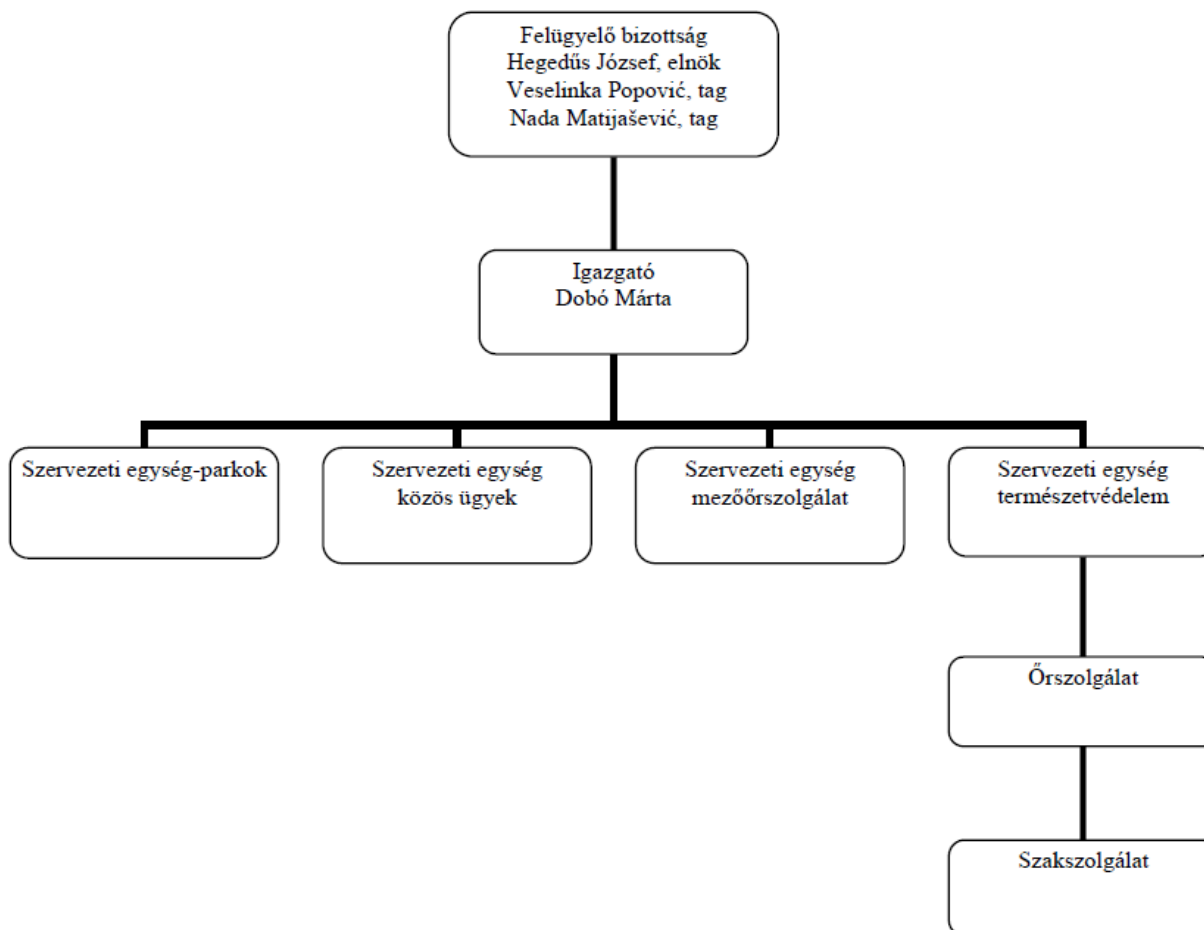 Felügyelő bizottság
Hegedűs József, elnök
Veselinka Popović, tag
Nada Matijašević, tag
Igazgató
Dobó Márta
Szervezeti egység-parkok
Szervezeti egység
közös ügyek
Szervezeti egység
mezőőrszolgálat
Szervezeti egység
természetvédelem
Őrszolgálat
Szakszolgálat